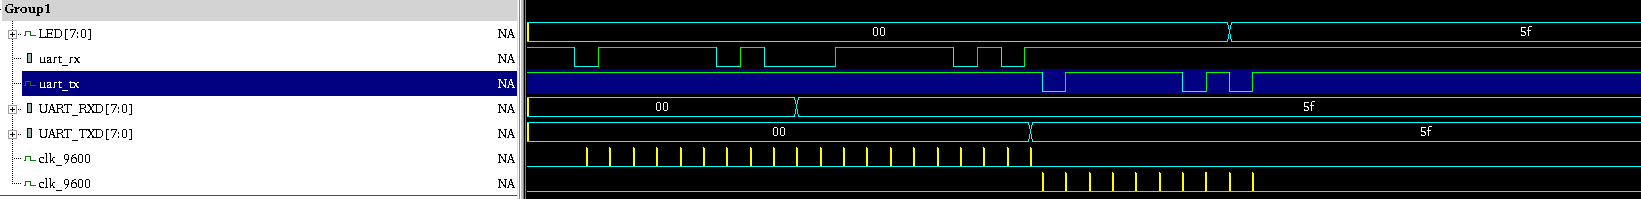 Group1
LED[7:0] NA 00 5f
uart_rx NA
uart_tx NA
UART_RXD[7:0] NA 00 5f
UART_TXD[7:0] NA 00 5f
clk_9600 NA
clk_9600 NA